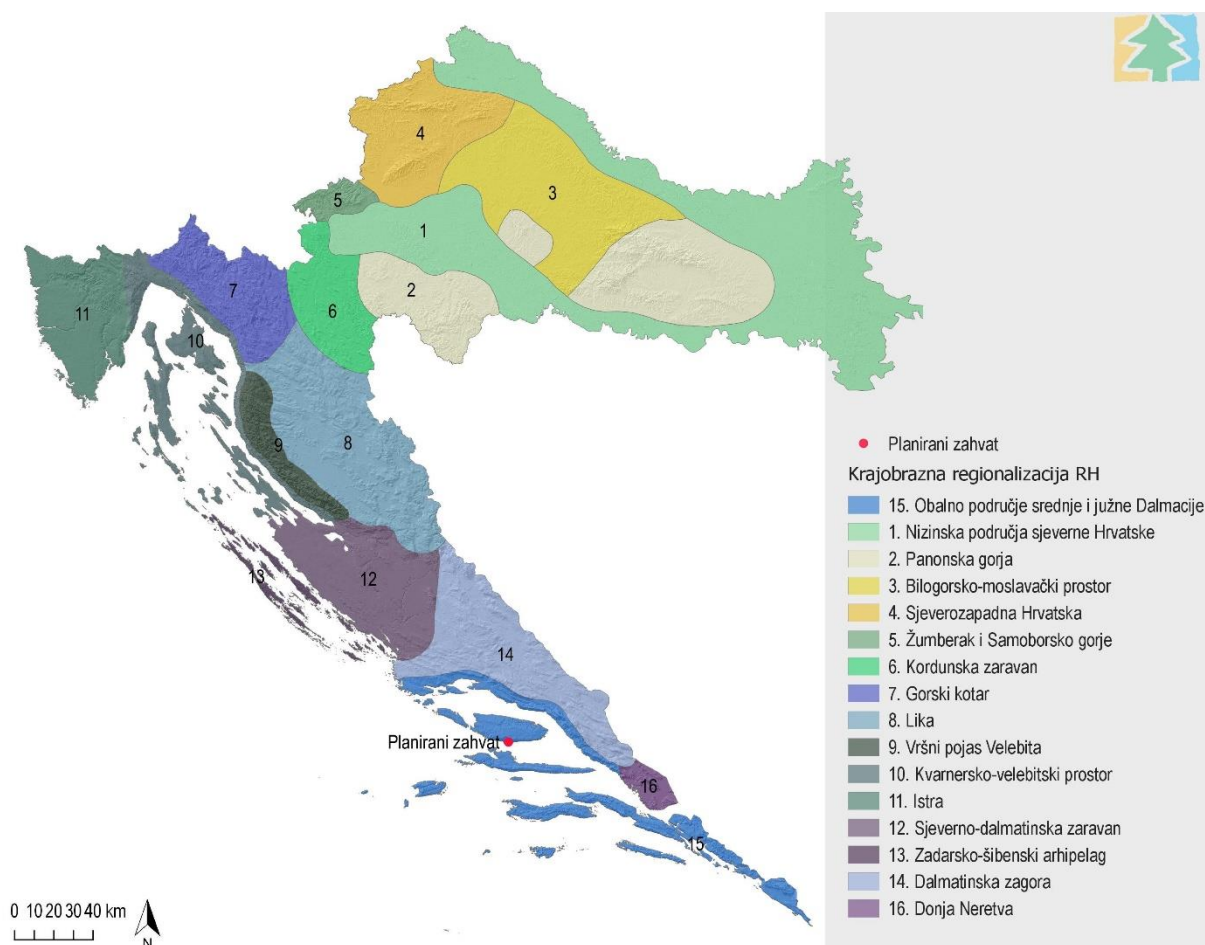 4
3
5
1
7
2
6
11
10
9
8
12
13
14
Planirani zahvat
16
15
0 10 20 30 40 km
N
Planirani zahvat
Krajobrazna regionalizacija RH
15. Obalno područje srednje i južne Dalmacije
1. Nizinska područja sjeverne Hrvatske
2. Panonska gorja
3. Bilogorsko-moslavački prostor
4. Sjeverozapadna Hrvatska
5. Žumberak i Samoborsko gorje
6. Kordunska zaravan
7. Gorski kotar
8. Lika
9. Vršni pojas Velebita
10. Kvarnersko-velebitski prostor
11. Istra
12. Sjeverno-dalmatinska zaravan
13. Zadarsko-šibenski arhipelag
14. Dalmatinska zagora
16. Donja Neretva